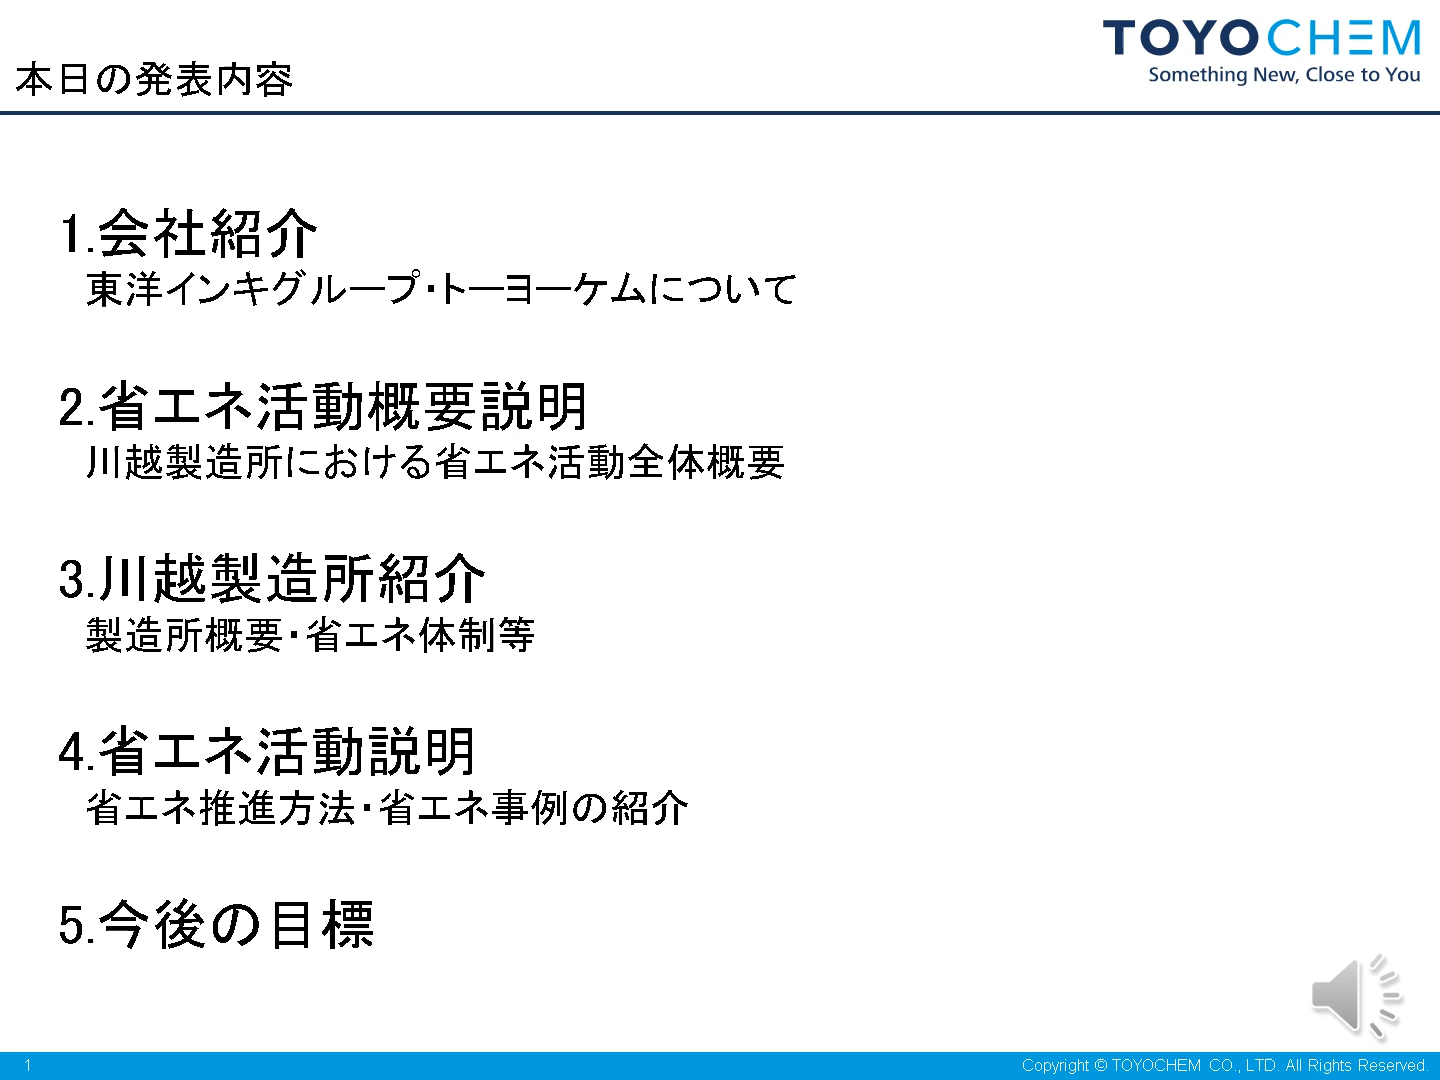 本日の発表内容
TOYOCHEM
Something New, Close to You
1.会社紹介
東洋インキグループ・トーヨーケムについて
2.省エネ活動概要説明
川越製造所における省エネ活動全体概要
3.川越製造所紹介
製造所概要・省エネ体制等
4.省エネ活動説明
省エネ推進方法・省エネ事例の紹介
5.今後の目標
1
Copyright © TOYOCHEM CO., LTD. All Rights Reserved.